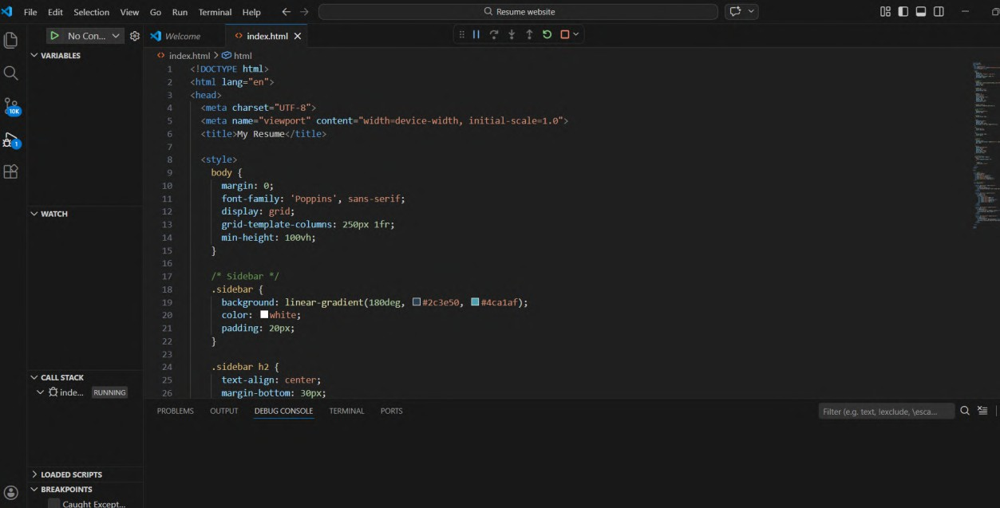 File Edit Selection View Go Run Terminal Help
Resume website
No Con...
Welcome
index.html
VARIABLES
index.html > html
1 <!DOCTYPE html>
2 <html lang="en">
3 <head>
4 <meta charset="UTF-8">
5 <meta name="viewport" content="width=device-width, initial-scale=1.0">
6 <title>My Resume</title>
7
8 <style>
9 body {
10 margin: 0;
11 font-family: 'Poppins', sans-serif;
12 display: grid;
13 grid-template-columns: 250px 1fr;
14 min-height: 100vh;
15 }
16
17 /* Sidebar */
18 .sidebar {
19 background: linear-gradient(180deg, #2c3e50, #4ca1af);
20 color: white;
21 padding: 20px;
22 }
23
24 .sidebar h2 {
25 text-align: center;
26 margin-bottom: 30px;
10K
1
WATCH
CALL STACK
inde... RUNNING
PROBLEMS OUTPUT DEBUG CONSOLE TERMINAL PORTS
Filter (e.g. text, !exclude, \esca...
LOADED SCRIPTS
BREAKPOINTS
Caught Except...